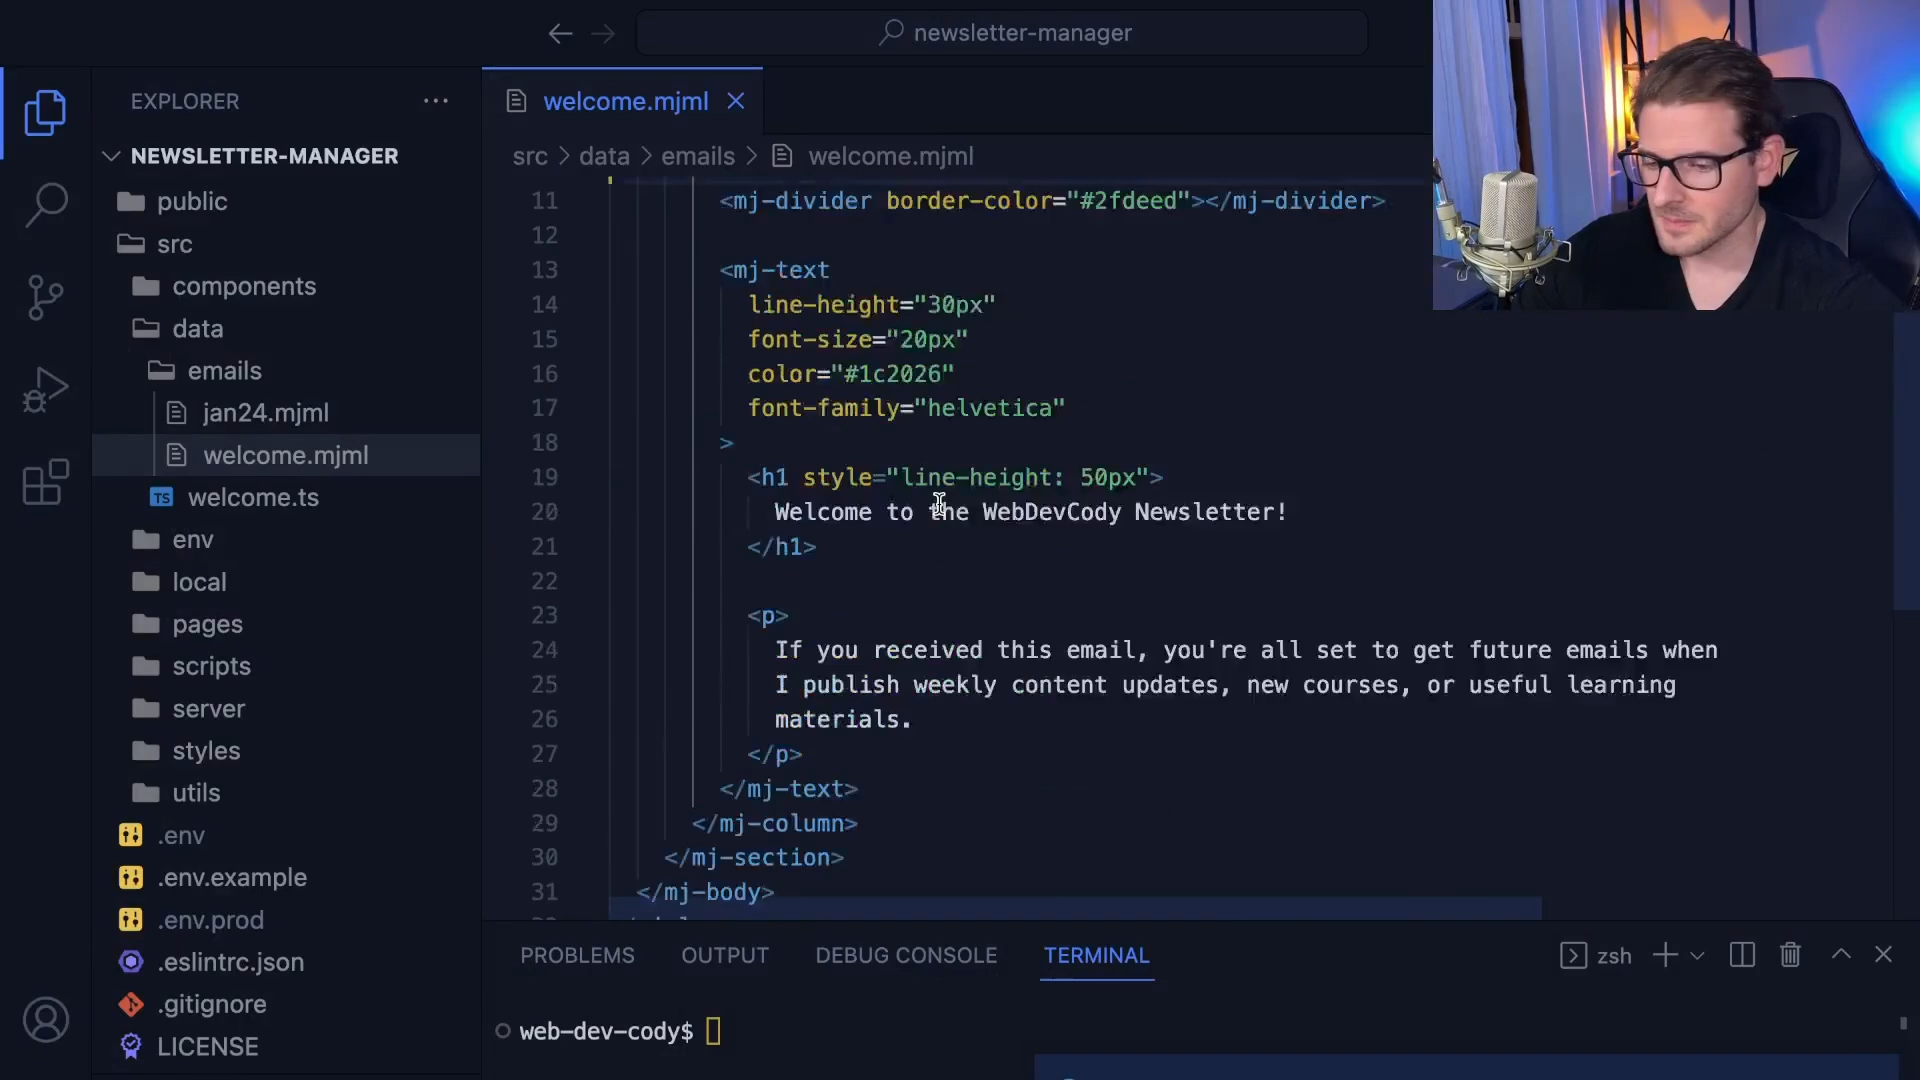 newsletter-manager
EXPLORER
NEWSLETTER-MANAGER
public
src
components
data
emails
jan24.mjml
welcome.mjml
TS welcome.ts
env
local
pages
scripts
server
styles
utils
.env
.env.example
.env.prod
.eslintrc.json
.gitignore
LICENSE
welcome.mjml
src > data > emails > welcome.mjml
11 <mj-divider border-color="#2fdeed"></mj-divider>
12
13 <mj-text
14 line-height="30px"
15 font-size="20px"
16 color="#1c2026"
17 font-family="helvetica"
18 >
19 <h1 style="line-height: 50px">
20 Welcome to the WebDevCody Newsletter!
21 </h1>
22
23 <p>
24 If you received this email, you're all set to get future emails when
25 I publish weekly content updates, new courses, or useful learning
26 materials.
27 </p>
28 </mj-text>
29 </mj-column>
30 </mj-section>
31 </mj-body>
PROBLEMS OUTPUT DEBUG CONSOLE TERMINAL zsh
web-dev-cody$